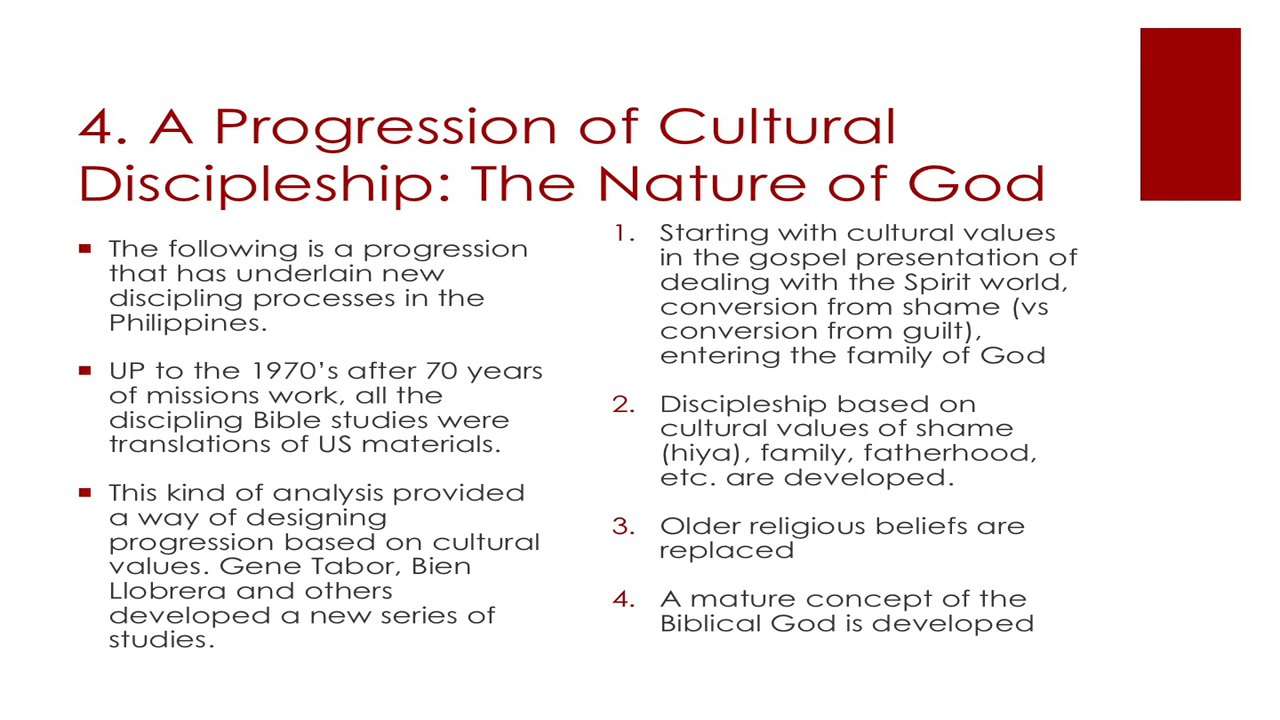 4. A Progression of Cultural
Discipleship: The Nature of God
The following is a progression
that has underlain new
discipling processes in the
Philippines.
UP to the 1970's after 70 years
of missions work, all the
discipling Bible studies were
translations of US materials.
This kind of analysis provided
a way of designing
progression based on cultural
values. Gene Tabor, Bien
Llobrera and others
developed a new series of
studies.
1. Starting with cultural values
in the gospel presentation of
dealing with the Spirit world,
conversion from shame (vs
conversion from guilt),
entering the family of God
2. Discipleship based on
cultural values of shame
(hiya), family, fatherhood,
etc. are developed.
3. Older religious beliefs are
replaced
4. A mature concept of the
Biblical God is developed